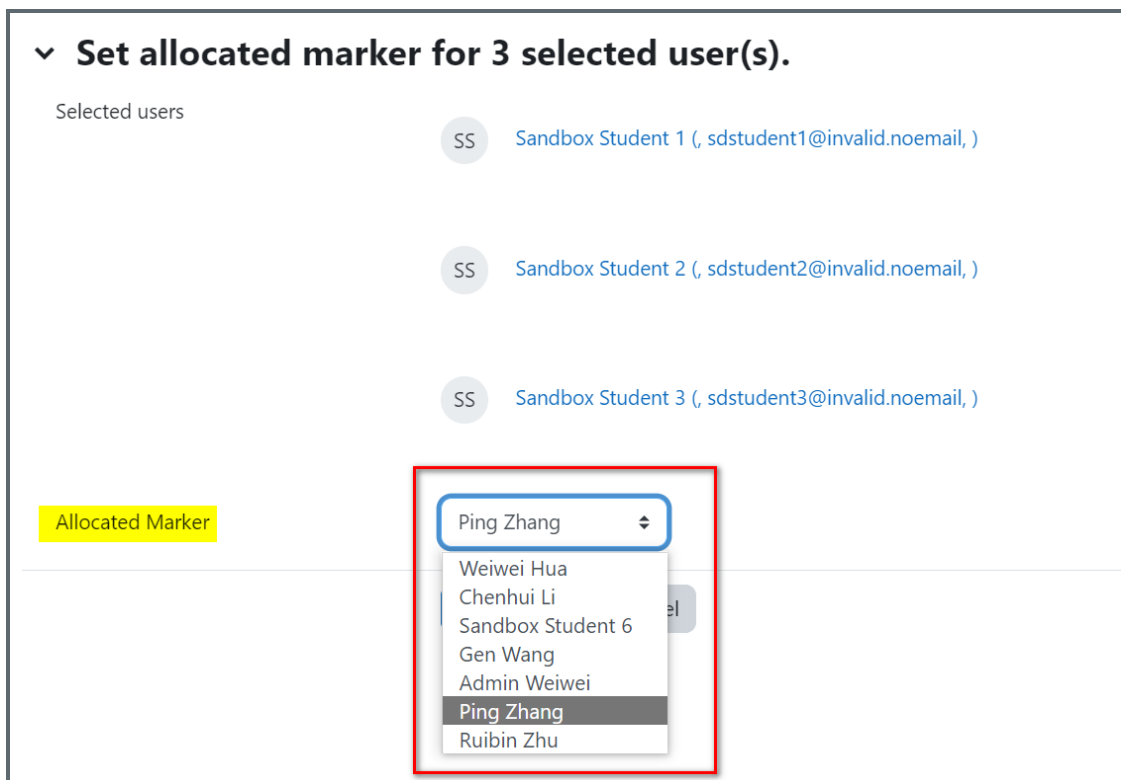 Set allocated marker for 3 selected user(s).
Selected users
SS Sandbox Student 1 (, sdstudent1@invalid.noemail, )
SS Sandbox Student 2 (, sdstudent2@invalid.noemail, )
SS Sandbox Student 3 (, sdstudent3@invalid.noemail, )
Allocated Marker Ping Zhang
Weiwei Hua
Chenhui Li
Sandbox Student 6
Gen Wang
Admin Weiwei
Ping Zhang
Ruibin Zhu